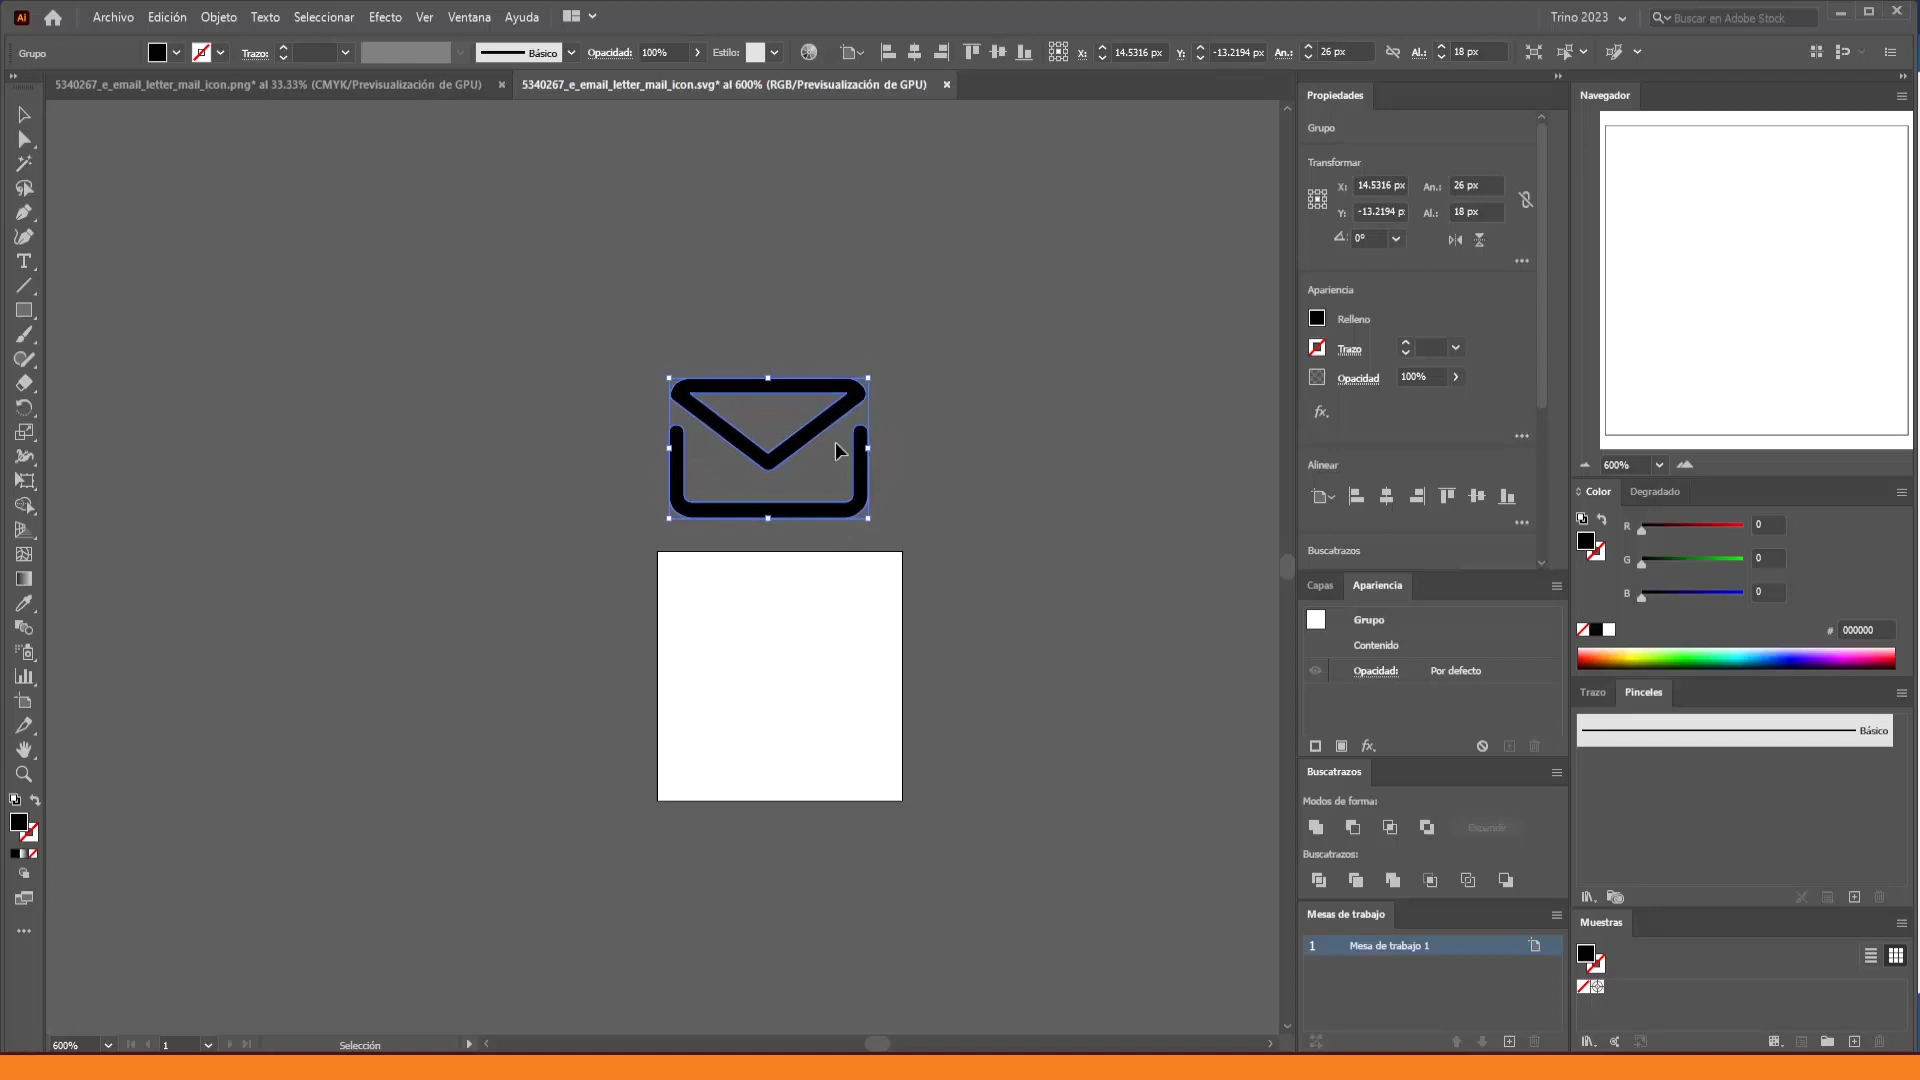 Ai Archivo Edición Objeto Texto Seleccionar Efecto Ver Ventana Ayuda Trino 2023 Buscar en Adobe Stock
Grupo Trazo: Básico Opacidad: 100% Estilo: X: 14.5316 px Y: -13.2194 px An.: 26 px Al.: 18 px
5340267_e_email_letter_mail_icon.png* al 33.33% (CMYK/Previsualización de GPU) × 5340267_e_email_letter_mail_icon.svg* al 600% (RGB/Previsualización de GPU) ×
Propiedades
Grupo
Transformar
X: 14.5316 px An.: 26 px
Y: -13.2194 p Al.: 18 px
0°
Apariencia
Relleno
Trazo
Opacidad 100%
fx.
Alinear
Buscatrazos
Capas Apariencia
Grupo
Contenido
Opacidad: Por defecto
fx.
Buscatrazos
Modos de forma:
Expandir
Buscatrazos:
Mesas de trabajo
1 Mesa de trabajo 1
Navegador
600%
Color Degradado
R 0
G 0
B 0
# 000000
Trazo Pinceles
Básico
Muestras
600% 1 Selección